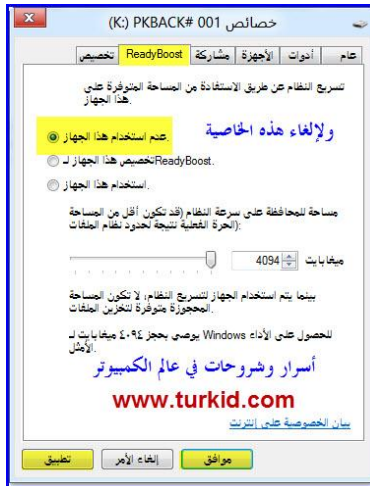 خصائص PKBACK# 001 (K:)
عام
أدوات
الأجهزة
مشاركة
ReadyBoost
تخصيص
تسريع النظام عن طريق الاستفادة من المساحة المتوفرة على
هذا الجهاز.
عدم استخدام هذا الجهاز.
ولإلغاء هذه الخاصية
تخصيص هذا الجهاز لـ ReadyBoost.
استخدام هذا الجهاز.
مساحة للمحافظة على سرعة النظام (قد تكون أقل من المساحة
الحرة الفعلية نتيجة لحدود نظام الملفات):
4094 ميغابايت
بينما يتم استخدام الجهاز لتسريع النظام، لا تكون المساحة
المحجوزة متوفرة لتخزين الملفات.
للحصول على الأداء Windows يوصي بحجز ٤٠٩٤ ميغابايت لـ
الأمثل.
أسرار وشروحات في عالم الكمبيوتر
www.turkid.com
بيان الخصوصية على إنترنت
موافق
إلغاء الأمر
تطبيق